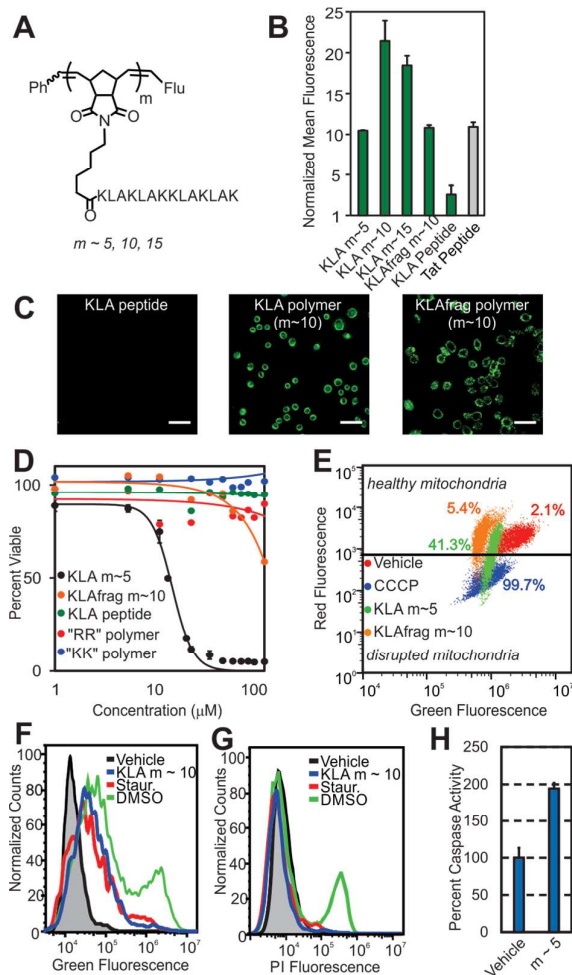 A
Ph
Flu
m
O
N
O
O
KLAKLAKKLAKLAK
m ~ 5, 10, 15
B
Normalized Mean Fluorescence
25
20
15
10
5
1
KLA m~5
KLA m~10
KLA m~15
KLAfrag m~10
KLA Peptide
Tat Peptide
C
KLA peptide
KLA polymer
(m~10)
KLAfrag polymer
(m~10)
D
Percent Viable
100
50
0
KLA m~5
KLAfrag m~10
KLA peptide
"RR" polymer
"KK" polymer
1
10
100
Concentration (μM)
E
Red Fluorescence
10⁵
10⁴
10³
10²
10¹
10⁰
healthy mitochondria
5.4%
2.1%
41.3%
Vehicle
CCCP
99.7%
KLA m~5
KLAfrag m~10
disrupted mitochondria
10⁴
10⁵
10⁶
10⁷
Green Fluorescence
F
Normalized Counts
100
80
60
40
20
0
Vehicle
KLA m ~ 10
Staur.
DMSO
10⁴
10⁵
10⁶
10⁷
Green Fluorescence
G
Normalized Counts
100
80
60
40
20
0
Vehicle
KLA m ~ 10
Staur.
DMSO
10⁴
10⁵
10⁶
10⁷
PI Fluorescence
H
Percent Caspase Activity
250
200
150
100
50
0
Vehicle
m ~ 5